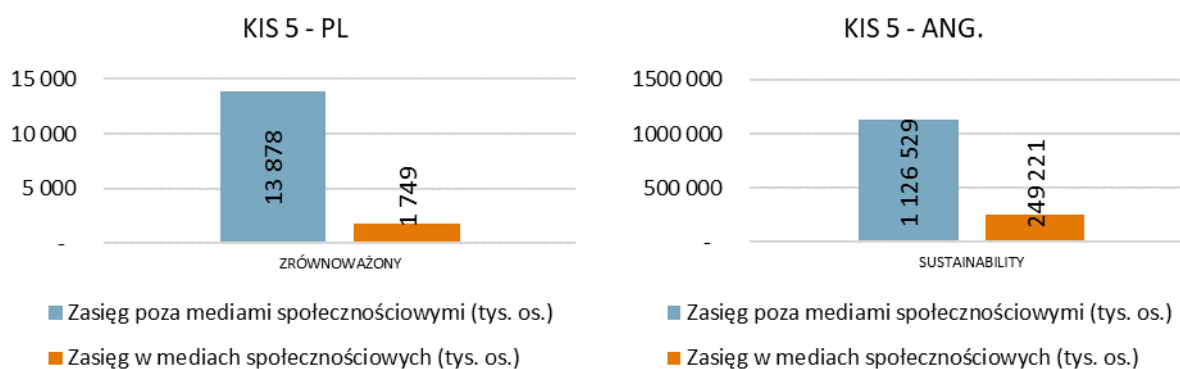 KIS 5 - PL
15 000
10 000
5 000
-
13 878
1 749
ZRÓWNOWAŻONY
Zasięg poza mediami społecznościowymi (tys. os.)
Zasięg w mediach społecznościowych (tys. os.)
KIS 5 - ANG.
1500 000
1000 000
500 000
-
1 126 529
249 221
SUSTAINABILITY
Zasięg poza mediami społecznościowymi (tys. os.)
Zasięg w mediach społecznościowych (tys. os.)